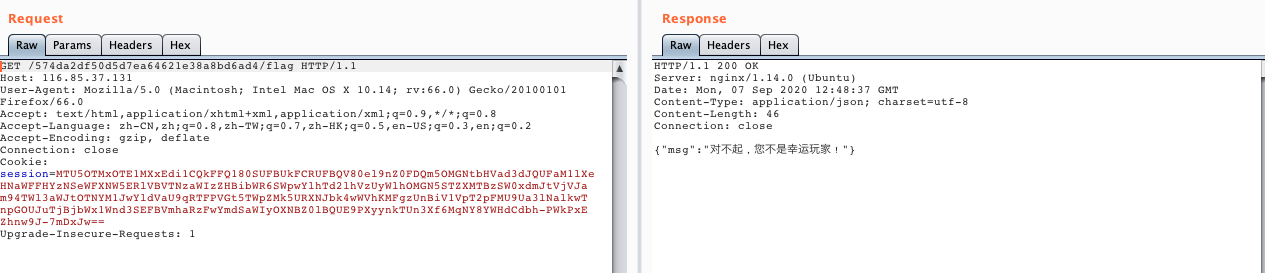 Request
Raw Params Headers Hex
GET /574da2df50d5d7ea64621e38a8bd6ad4/flag HTTP/1.1
Host: 116.85.37.131
User-Agent: Mozilla/5.0 (Macintosh; Intel Mac OS X 10.14; rv:66.0) Gecko/20100101
Firefox/66.0
Accept: text/html,application/xhtml+xml,application/xml;q=0.9,*/*;q=0.8
Accept-Language: zh-CN,zh;q=0.8,zh-TW;q=0.7,zh-HK;q=0.5,en-US;q=0.3,en;q=0.2
Accept-Encoding: gzip, deflate
Connection: close
Cookie:
Upgrade-Insecure-Requests: 1
Response
Raw Headers Hex
HTTP/1.1 200 OK
Server: nginx/1.14.0 (Ubuntu)
Date: Mon, 07 Sep 2020 12:48:37 GMT
Content-Type: application/json; charset=utf-8
Content-Length: 46
Connection: close
{"msg":"对不起，您不是幸运玩家！"}